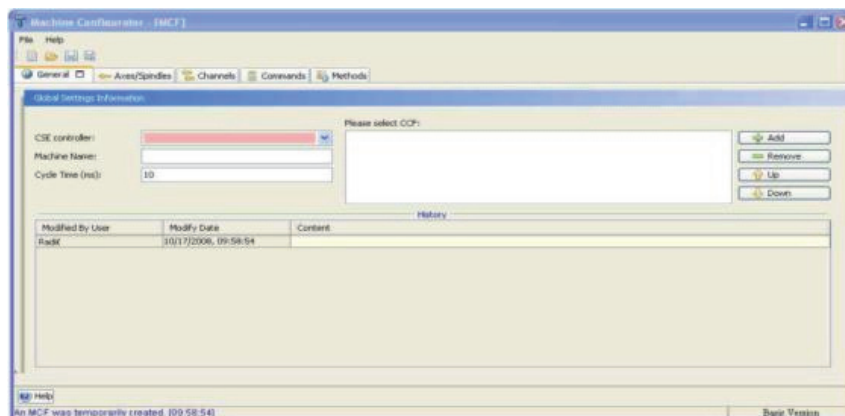 Machine Configurator - [MCF]
File Help
General Axes/Spindles Channels Commands Methods
Global Settings Information
Please select CCF:
CSE controller:
Add
Machine Name:
Remove
Cycle Time (ms):
10
Up
Down
History
Modified By User Modify Date Content
10/17/2008, 09:58:54
Help
An MCF was temporarily created. [09:58:54]
Basic Version